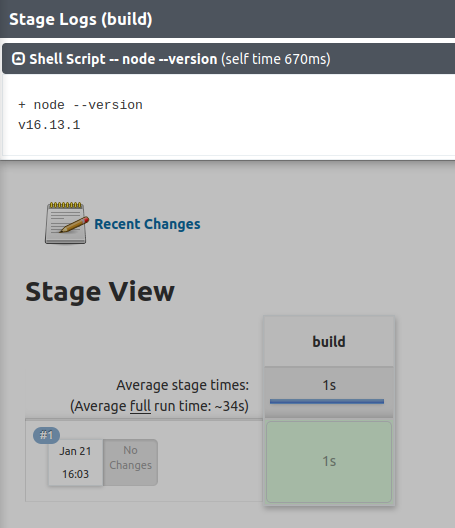 Stage Logs (build)
Shell Script -- node --version (self time 670ms)
+ node --version
v16.13.1
Recent Changes
Stage View
build
Average stage times:
1s
(Average full run time: ~34s)
#1
Jan 21
16:03
No
Changes
1s